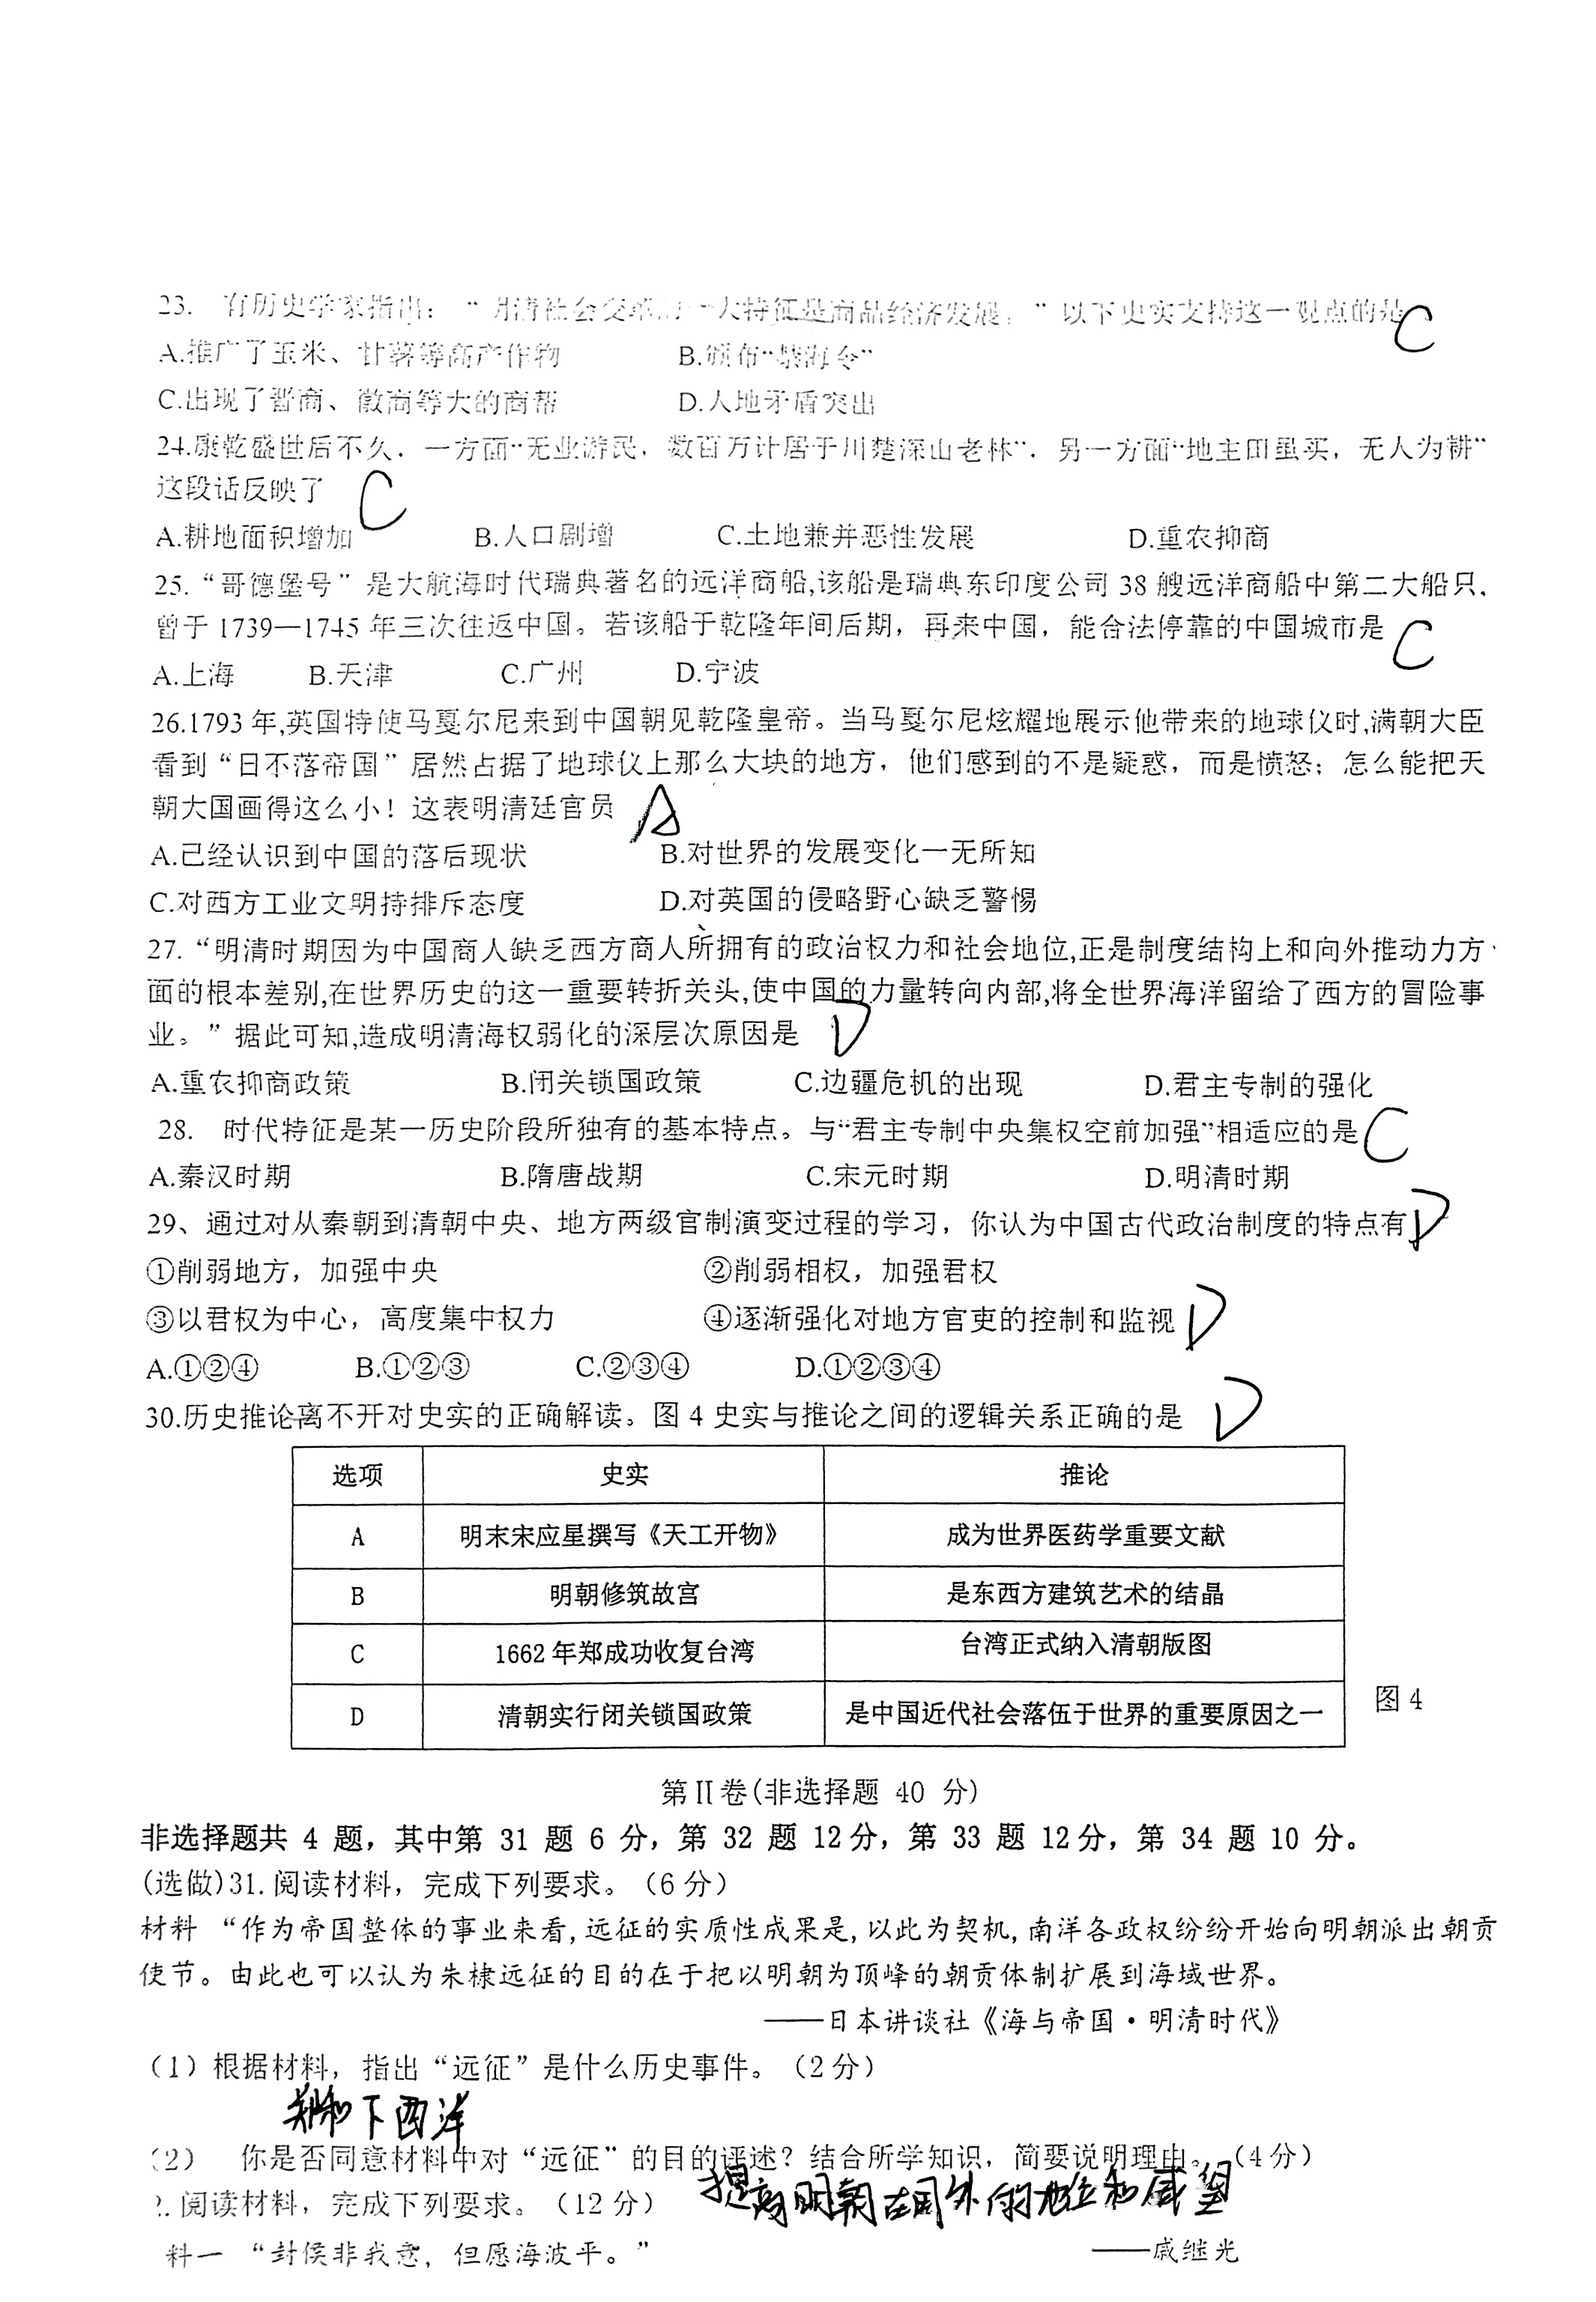 23. 有历史学家指出：“明清社会变革的一大特征是商品经济发展。”以下史实支持这一观点的是 C
A.推广了玉米、甘薯等高产作物 B.颁布“禁海令”
C.出现了晋商、徽商等大的商帮 D.人地矛盾突出
24.康乾盛世后不久，一方面“无业游民，数百万计居于川楚深山老林”，另一方面“地主田虽买，无人为耕”
这段话反映了 C
A.耕地面积增加 B.人口剧增 C.土地兼并恶性发展 D.重农抑商
25.“哥德堡号”是大航海时代瑞典著名的远洋商船,该船是瑞典东印度公司 38 艘远洋商船中第二大船只,
曾于 1739—1745 年三次往返中国。若该船于乾隆年间后期，再来中国，能合法停靠的中国城市是 C
A.上海 B.天津 C.广州 D.宁波
26.1793 年,英国特使马戛尔尼来到中国朝见乾隆皇帝。当马戛尔尼炫耀地展示他带来的地球仪时,满朝大臣
看到“日不落帝国”居然占据了地球仪上那么大块的地方，他们感到的不是疑惑，而是愤怒；怎么能把天
朝大国画得这么小！这表明清廷官员 A
A.已经认识到中国的落后现状 B.对世界的发展变化一无所知
C.对西方工业文明持排斥态度 D.对英国的侵略野心缺乏警惕
27.“明清时期因为中国商人缺乏西方商人所拥有的政治权力和社会地位,正是制度结构上和向外推动力方
面的根本差别,在世界历史的这一重要转折关头,使中国的力量转向内部,将全世界海洋留给了西方的冒险事
业。”据此可知,造成明清海权弱化的深层次原因是 D
A.重农抑商政策 B.闭关锁国政策 C.边疆危机的出现 D.君主专制的强化
28. 时代特征是某一历史阶段所独有的基本特点。与“君主专制中央集权空前加强”相适应的是 C
A.秦汉时期 B.隋唐战期 C.宋元时期 D.明清时期
29、通过对从秦朝到清朝中央、地方两级官制演变过程的学习，你认为中国古代政治制度的特点有 D
①削弱地方，加强中央 ②削弱相权，加强君权
③以君权为中心，高度集中权力 ④逐渐强化对地方官吏的控制和监视 D
A.①②④ B.①②③ C.②③④ D.①②③④
30.历史推论离不开对史实的正确解读。图 4 史实与推论之间的逻辑关系正确的是 D
选项 史实 推论
A 明末宋应星撰写《天工开物》 成为世界医药学重要文献
B 明朝修筑故宫 是东西方建筑艺术的结晶
C 1662 年郑成功收复台湾 台湾正式纳入清朝版图
D 清朝实行闭关锁国政策 是中国近代社会落伍于世界的重要原因之一
图 4
第Ⅱ卷(非选择题 40 分)
非选择题共 4 题，其中第 31 题 6 分，第 32 题 12分，第 33 题 12分，第 34 题 10 分。
(选做)31.阅读材料，完成下列要求。（6 分）
材料 “作为帝国整体的事业来看,远征的实质性成果是,以此为契机,南洋各政权纷纷开始向明朝派出朝贡
使节。由此也可以认为朱棣远征的目的在于把以明朝为顶峰的朝贡体制扩展到海域世界。
——日本讲谈社《海与帝国·明清时代》
（1）根据材料，指出“远征”是什么历史事件。（2 分）
郑和下西洋
(2) 你是否同意材料中对“远征”的目的评述？结合所学知识，简要说明理由。（4 分）
提高明朝在国外的地位和威望
2.阅读材料，完成下列要求。（12 分）
料一 “封侯非我意，但愿海波平。” ——戚继光